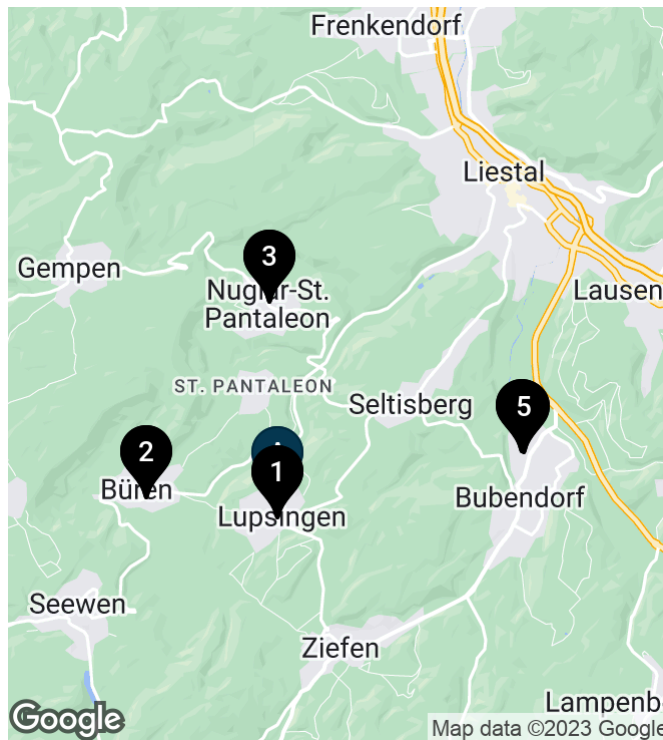 Frenkendorf
Liestal
3
Gempen
Nuglar-St.
Pantaleon
Lausen
ST. PANTALEON
Seltisberg
5
2
1
Büren
Bubendorf
Lupsingen
Seewen
Ziefen
Lampenb
Google
Map data ©2023 Google